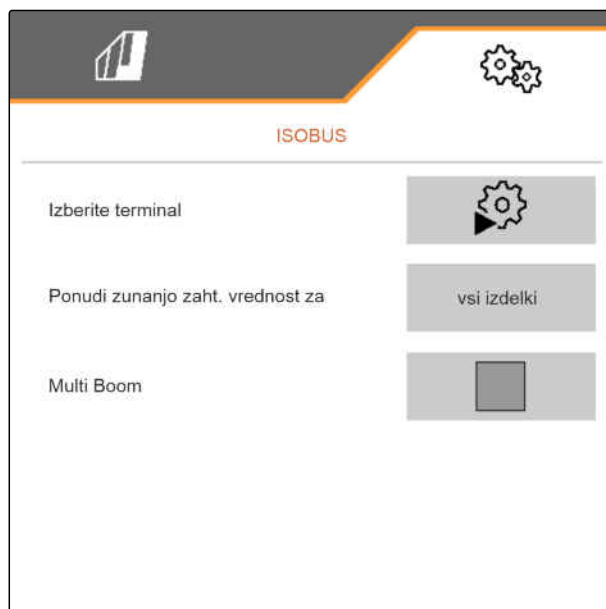 ISOBUS
Izberite terminal
Ponudi zunanjo zaht. vrednost za
vsi izdelki
Multi Boom